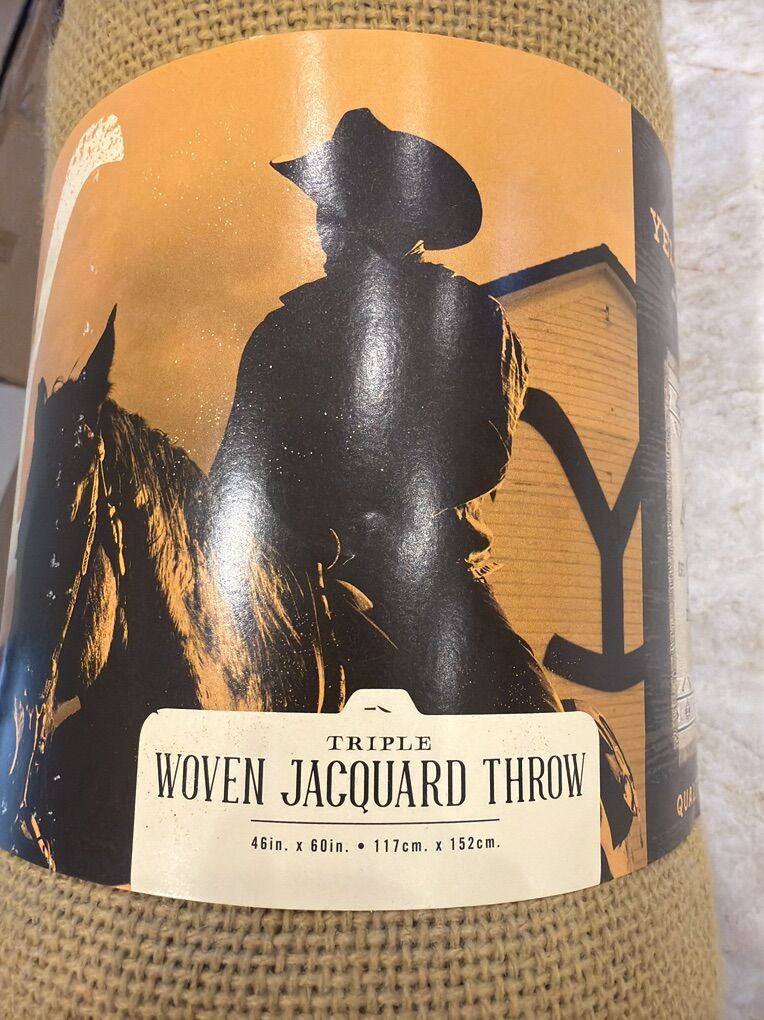 TRIPLE
WOVEN JACQUARD THROW
46in. x 60in. • 117cm. x 152cm.